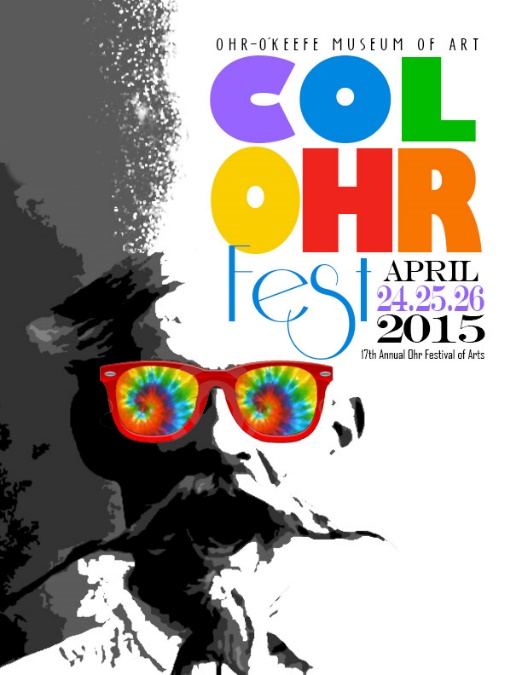 OHR-O'KEEFE MUSEUM OF ART
COL
OHR
Fest
APRIL
24.25.26
2015
17th Annual Ohr Festival of Arts